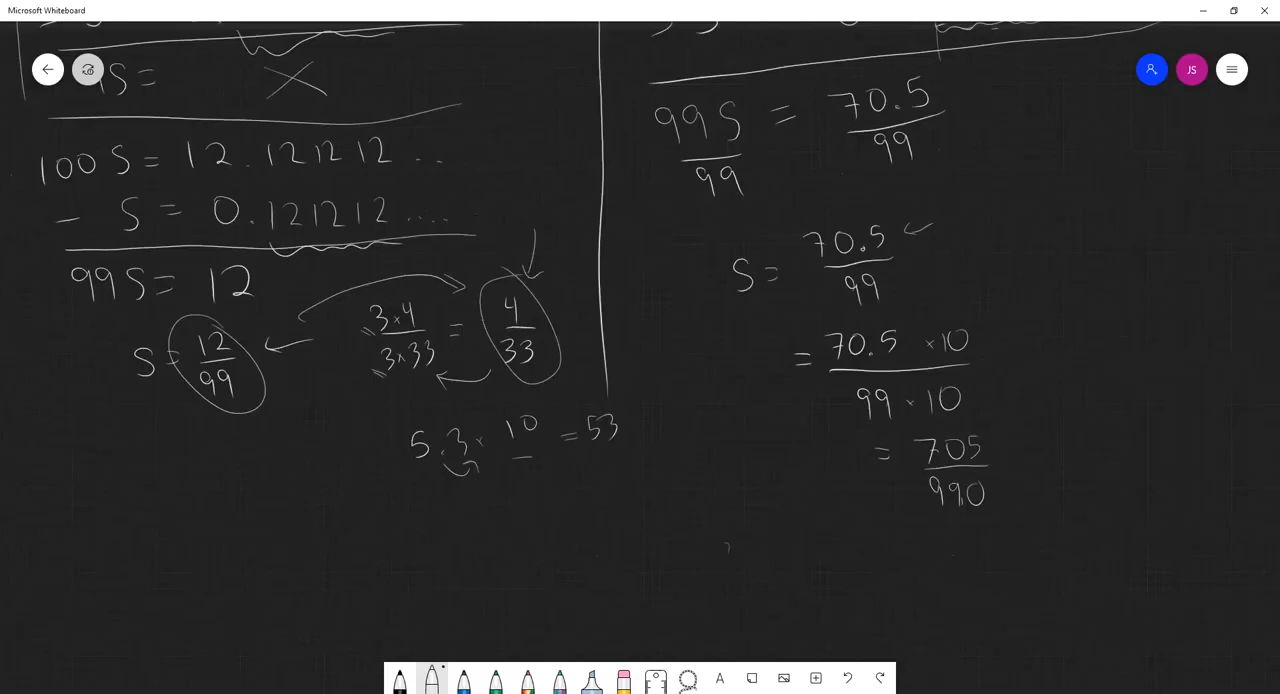 Microsoft Whiteboard
JS
S =
100 S = 12.121212 ...
- S = 0.121212 ....
99 S = 12
S = 12/99
3 × 4 / 3 × 33 = 4/33
5.3 × 10 = 53
99 S / 99 = 70.5 / 99
S = 70.5 / 99
= 70.5 × 10 / 99 × 10
= 705 / 990
A